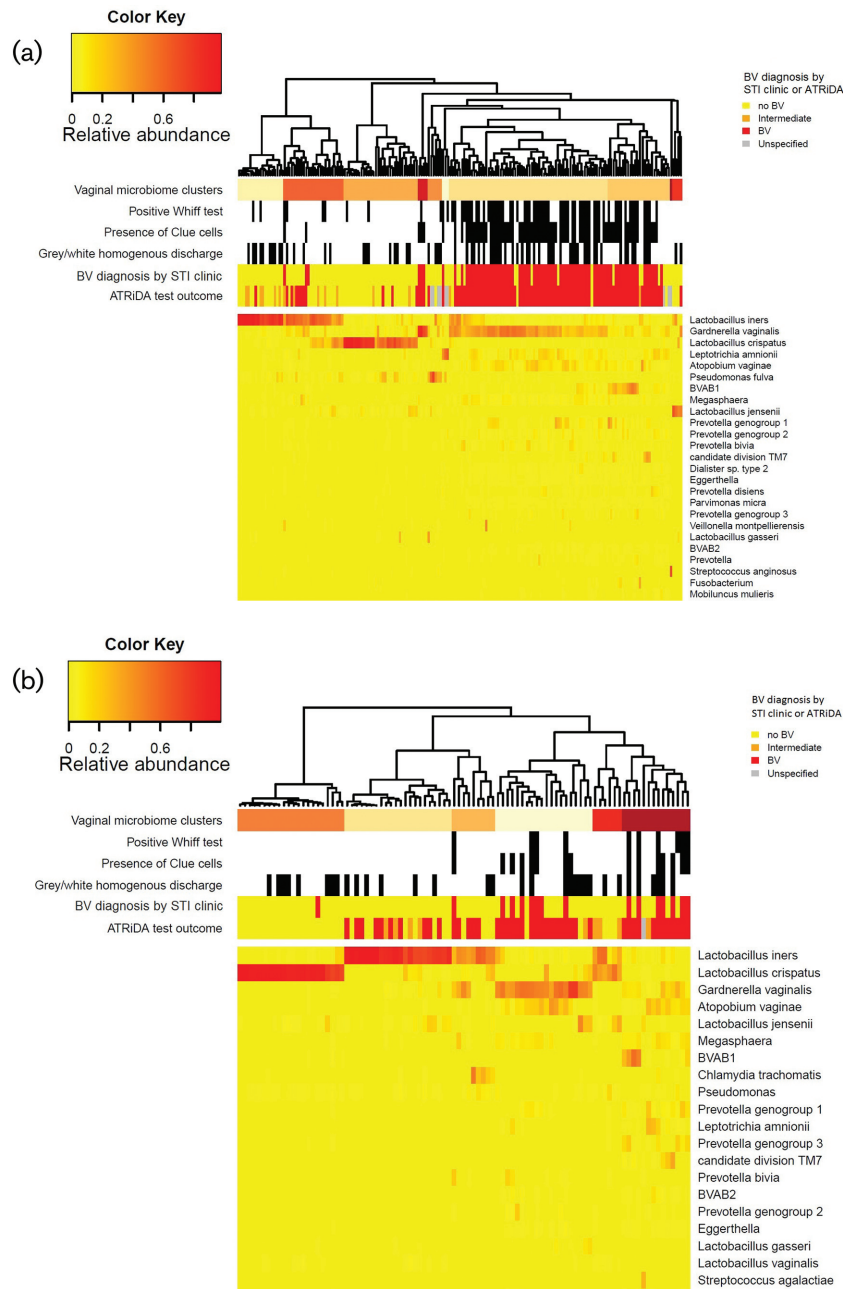 (a)
Color Key
0 0.2 0.6
Relative abundance
BV diagnosis by
STI clinic or ATRiDA
no BV
Intermediate
BV
Unspecified
Vaginal microbiome clusters
Positive Whiff test
Presence of Clue cells
Grey/white homogenous discharge
BV diagnosis by STI clinic
ATRiDA test outcome
Lactobacillus iners
Gardnerella vaginalis
Lactobacillus crispatus
Leptotrichia amnionii
Atopobium vaginae
Pseudomonas fulva
BVAB1
Megasphaera
Lactobacillus jensenii
Prevotella genogroup 1
Prevotella genogroup 2
Prevotella bivia
candidate division TM7
Dialister sp. type 2
Eggerthella
Prevotella disiens
Parvimonas micra
Prevotella genogroup 3
Veillonella montpellierensis
Lactobacillus gasseri
BVAB2
Prevotella
Streptococcus anginosus
Fusobacterium
Mobiluncus mulieris
(b)
Color Key
0 0.2 0.6
Relative abundance
BV diagnosis by
STI clinic or ATRiDA
no BV
Intermediate
BV
Unspecified
Vaginal microbiome clusters
Positive Whiff test
Presence of Clue cells
Grey/white homogenous discharge
BV diagnosis by STI clinic
ATRiDA test outcome
Lactobacillus iners
Lactobacillus crispatus
Gardnerella vaginalis
Atopobium vaginae
Lactobacillus jensenii
Megasphaera
BVAB1
Chlamydia trachomatis
Pseudomonas
Prevotella genogroup 1
Leptotrichia amnionii
Prevotella genogroup 3
candidate division TM7
Prevotella bivia
BVAB2
Prevotella genogroup 2
Eggerthella
Lactobacillus gasseri
Lactobacillus vaginalis
Streptococcus agalactiae